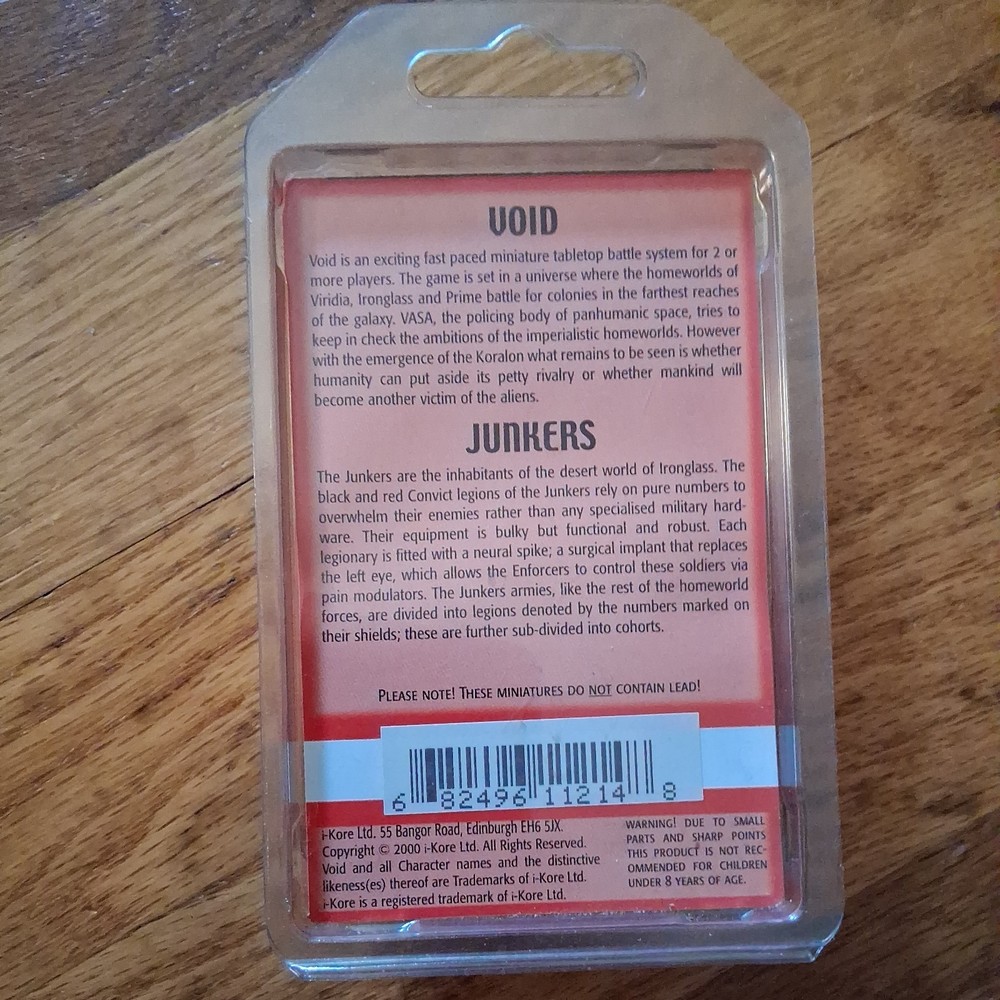 VOID
Void is an exciting fast paced miniature tabletop battle system for 2 or
more players. The game is set in a universe where the homeworlds of
Viridia, Ironglass and Prime battle for colonies in the farthest reaches
of the galaxy. VASA, the policing body of panhumanic space, tries to
keep in check the ambitions of the imperialistic homeworlds. However
with the emergence of the Koralon what remains to be seen is whether
humanity can put aside its petty rivalry or whether mankind will
become another victim of the aliens.
JUNKERS
The Junkers are the inhabitants of the desert world of Ironglass. The
black and red Convict legions of the Junkers rely on pure numbers to
overwhelm their enemies rather than any specialised military hard-
ware. Their equipment is bulky but functional and robust. Each
legionary is fitted with a neural spike; a surgical implant that replaces
the left eye, which allows the Enforcers to control these soldiers via
pain modulators. The Junkers armies, like the rest of the homeworld
forces, are divided into legions denoted by the numbers marked on
their shields; these are further sub-divided into cohorts.
PLEASE NOTE! THESE MINIATURES DO NOT CONTAIN LEAD!
6 82496 11214 8
i-Kore Ltd. 55 Bangor Road, Edinburgh EH6 5JX.
Copyright © 2000 i-Kore Ltd. All Rights Reserved.
Void and all Character names and the distinctive
likeness(es) thereof are Trademarks of i-Kore Ltd.
i-Kore is a registered trademark of i-Kore Ltd.
WARNING! DUE TO SMALL
PARTS AND SHARP POINTS
THIS PRODUCT IS NOT REC-
OMMENDED FOR CHILDREN
UNDER 8 YEARS OF AGE.